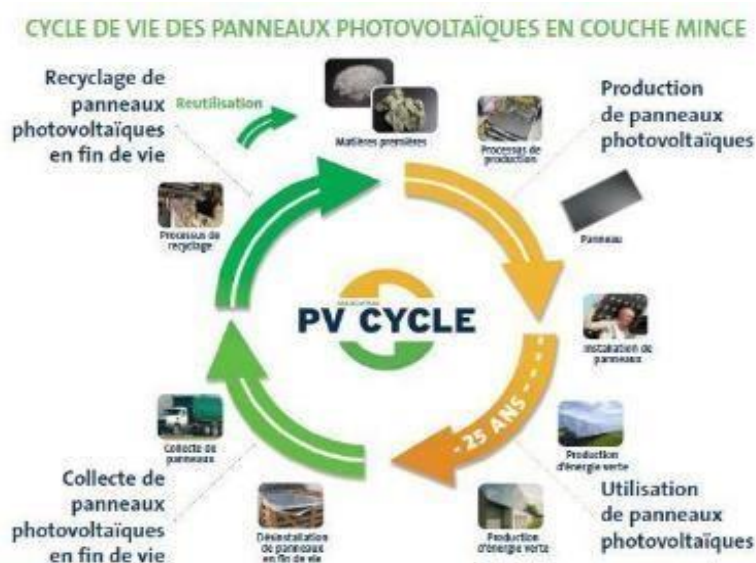 CYCLE DE VIE DES PANNEAUX PHOTOVOLTAÏQUES EN COUCHE MINCE
Recyclage de
panneaux
photovoltaïques
en fin de vie
Reutilisation
Matières premières
Processus de
production
Production
de panneaux
photovoltaïques
Processus de
recyclage
Panneau
PV CYCLE
Installation de
panneaux
- 25 ANS -
Collecte de
panneaux
Production
d'énergie verte
Collecte de
panneaux
photovoltaïques
en fin de vie
Désinstallation
de panneaux
en fin de vie
Production
d'énergie verte
Utilisation
de panneaux
photovoltaïques